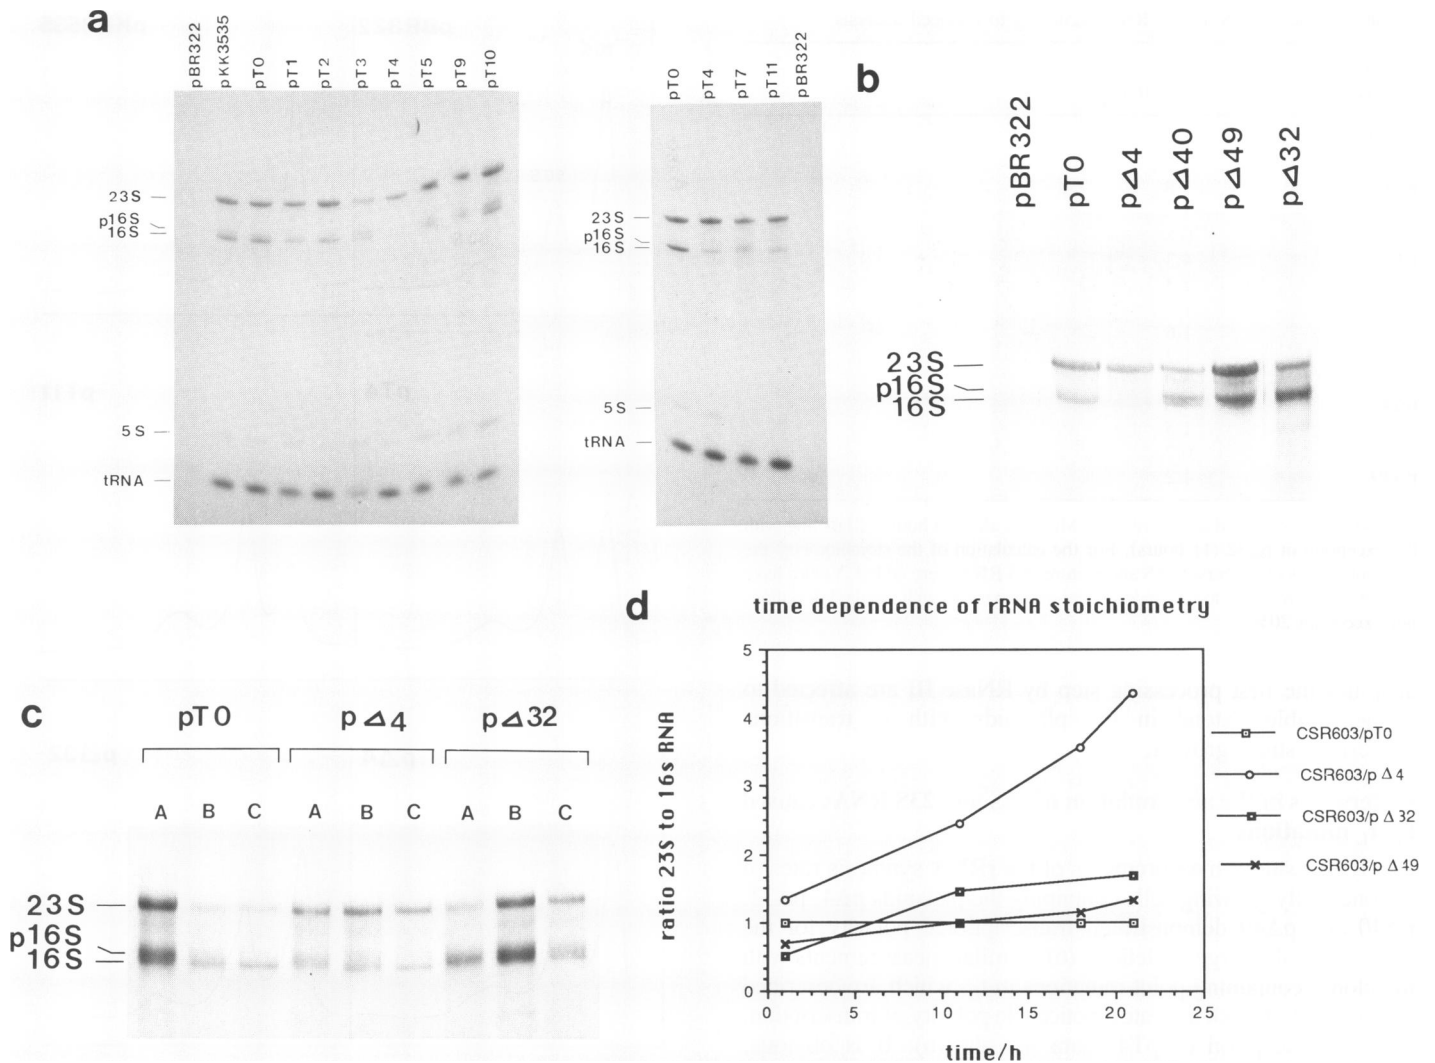 a
pBR322
pKK3535
pT0
pT1
pT2
pT3
pT4
pT5
pT9
pT10
23S
p16S
16S
5S
tRNA
pT0
pT4
pT7
pT11
pBR322
23S
p16S
16S
5S
tRNA
b
pBR322
pT0
pΔ4
pΔ40
pΔ49
pΔ32
23S
p16S
16S
c
pT0
pΔ4
pΔ32
A B C A B C A B C
23S
p16S
16S
d
time dependence of rRNA stoichiometry
ratio 23S to 16s RNA
5
4
3
2
1
0
0 5 10 15 20 25
time/h
CSR603/pT0
CSR603/p Δ4
CSR603/p Δ32
CSR603/p Δ49